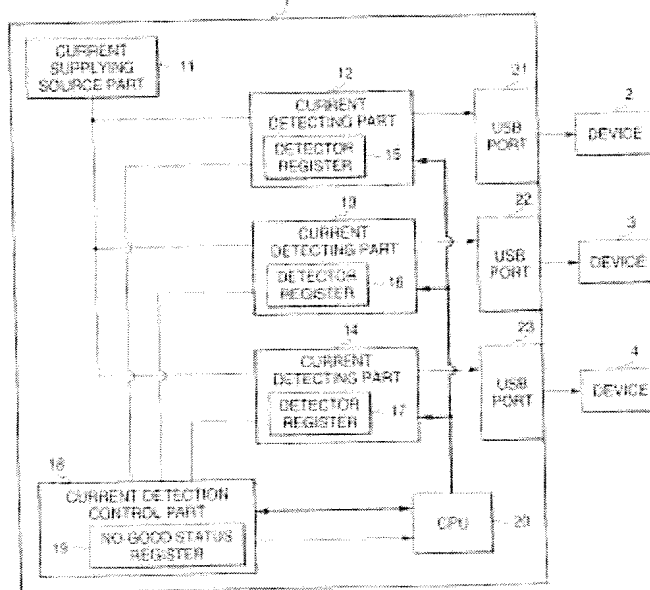 1
CURRENT
SUPPLYING
SOURCE PART
11
12
CURRENT
DETECTING PART
DETECTOR
REGISTER
15
21
USB
PORT
2
DEVICE
13
CURRENT
DETECTING PART
DETECTOR
REGISTER
16
22
USB
PORT
3
DEVICE
14
CURRENT
DETECTING PART
DETECTOR
REGISTER
17
23
USB
PORT
4
DEVICE
18
CURRENT DETECTION
CONTROL PART
19
NO-GOOD STATUS
REGISTER
CPU
20